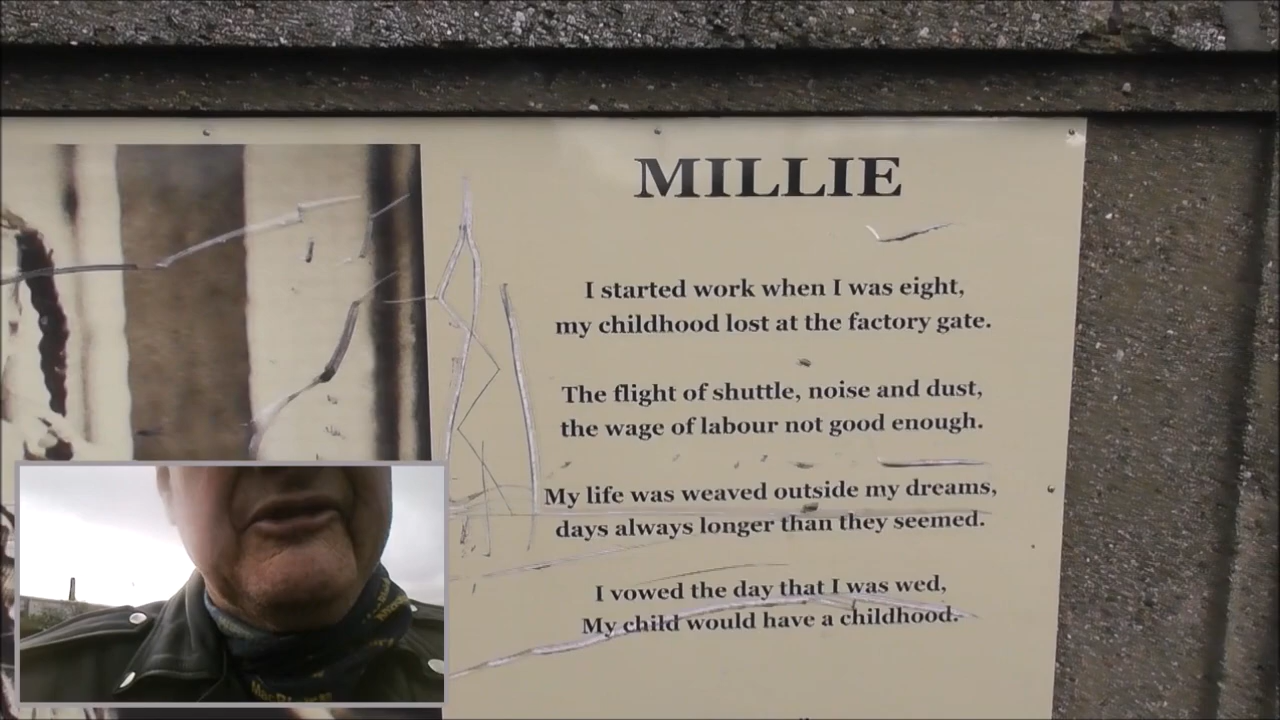 MILLIE
I started work when I was eight,
my childhood lost at the factory gate.
The flight of shuttle, noise and dust,
the wage of labour not good enough.
My life was weaved outside my dreams,
days always longer than they seemed.
I vowed the day that I was wed,
My child would have a childhood.